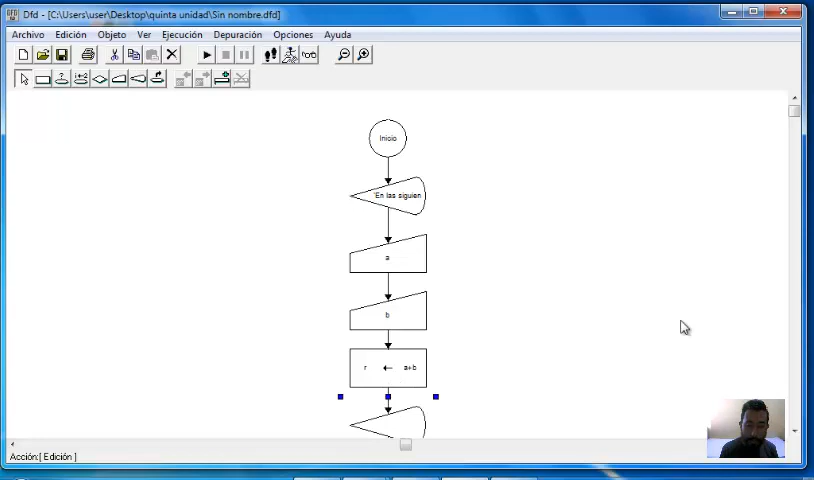 Dfd - [C:\Users\user\Desktop\quinta unidad\Sin nombre.dfd]
Archivo Edición Objeto Ver Ejecución Depuración Opciones Ayuda
Inicio
'En las siguien
a
b
r ← a+b
Acción:[ Edición ]